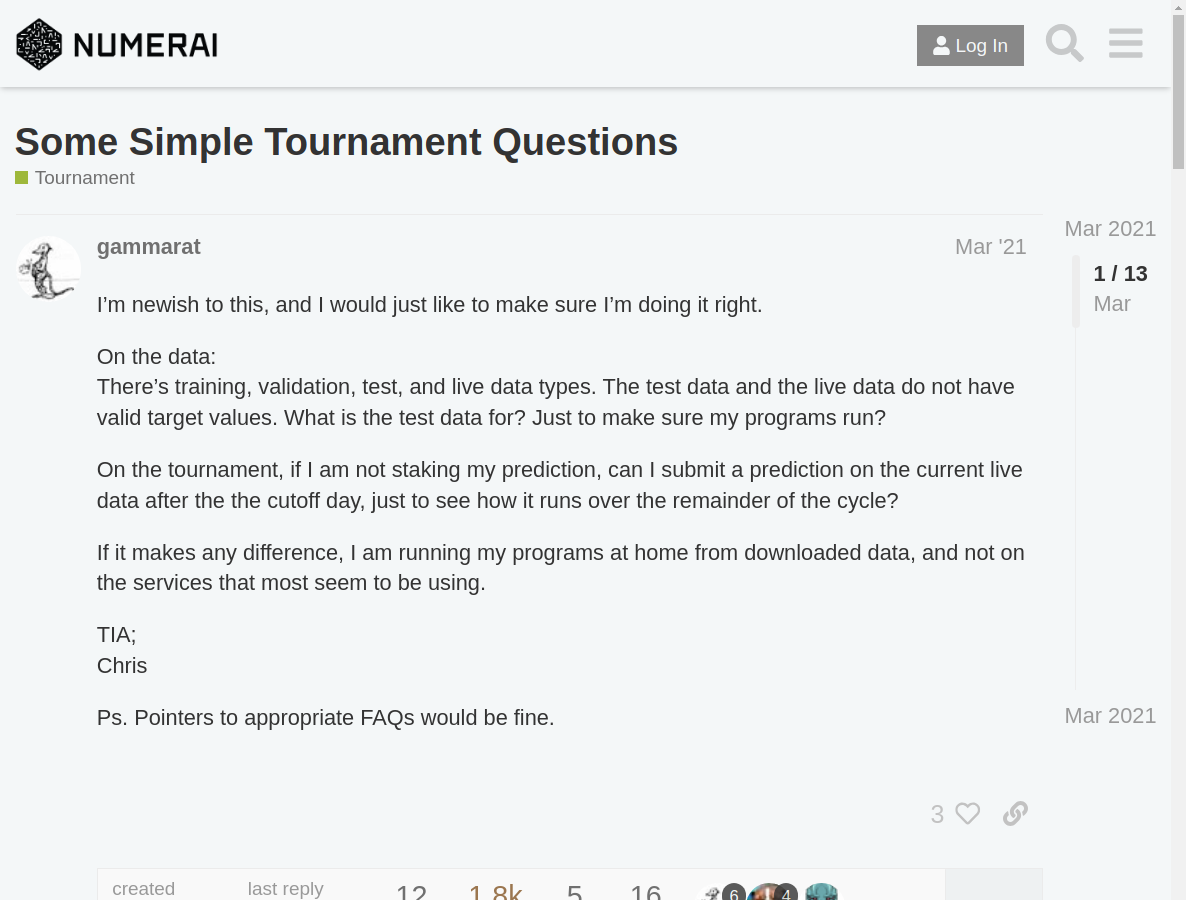 NUMERAI
Log In
Some Simple Tournament Questions
Tournament
gammarat
Mar '21
I’m newish to this, and I would just like to make sure I’m doing it right.
On the data:
There’s training, validation, test, and live data types. The test data and the live data do not have
valid target values. What is the test data for? Just to make sure my programs run?
On the tournament, if I am not staking my prediction, can I submit a prediction on the current live
data after the the cutoff day, just to see how it runs over the remainder of the cycle?
If it makes any difference, I am running my programs at home from downloaded data, and not on
the services that most seem to be using.
TIA;
Chris
Ps. Pointers to appropriate FAQs would be fine.
3
Mar 2021
1 / 13
Mar
Mar 2021
created
last reply
12
1.8k
5
16
6
4